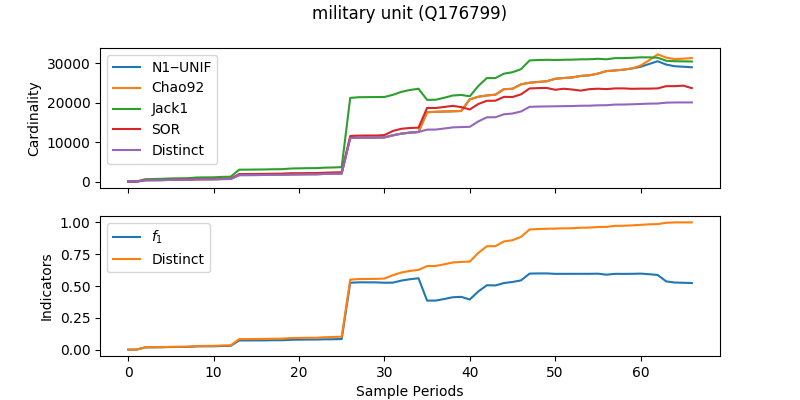 military unit (Q176799)
Cardinality
30000
20000
10000
0
N1−UNIF
Chao92
Jack1
SOR
Distinct
Indicators
1.00
0.75
0.50
0.25
0.00
f1
Distinct
0
10
20
30
40
50
60
Sample Periods